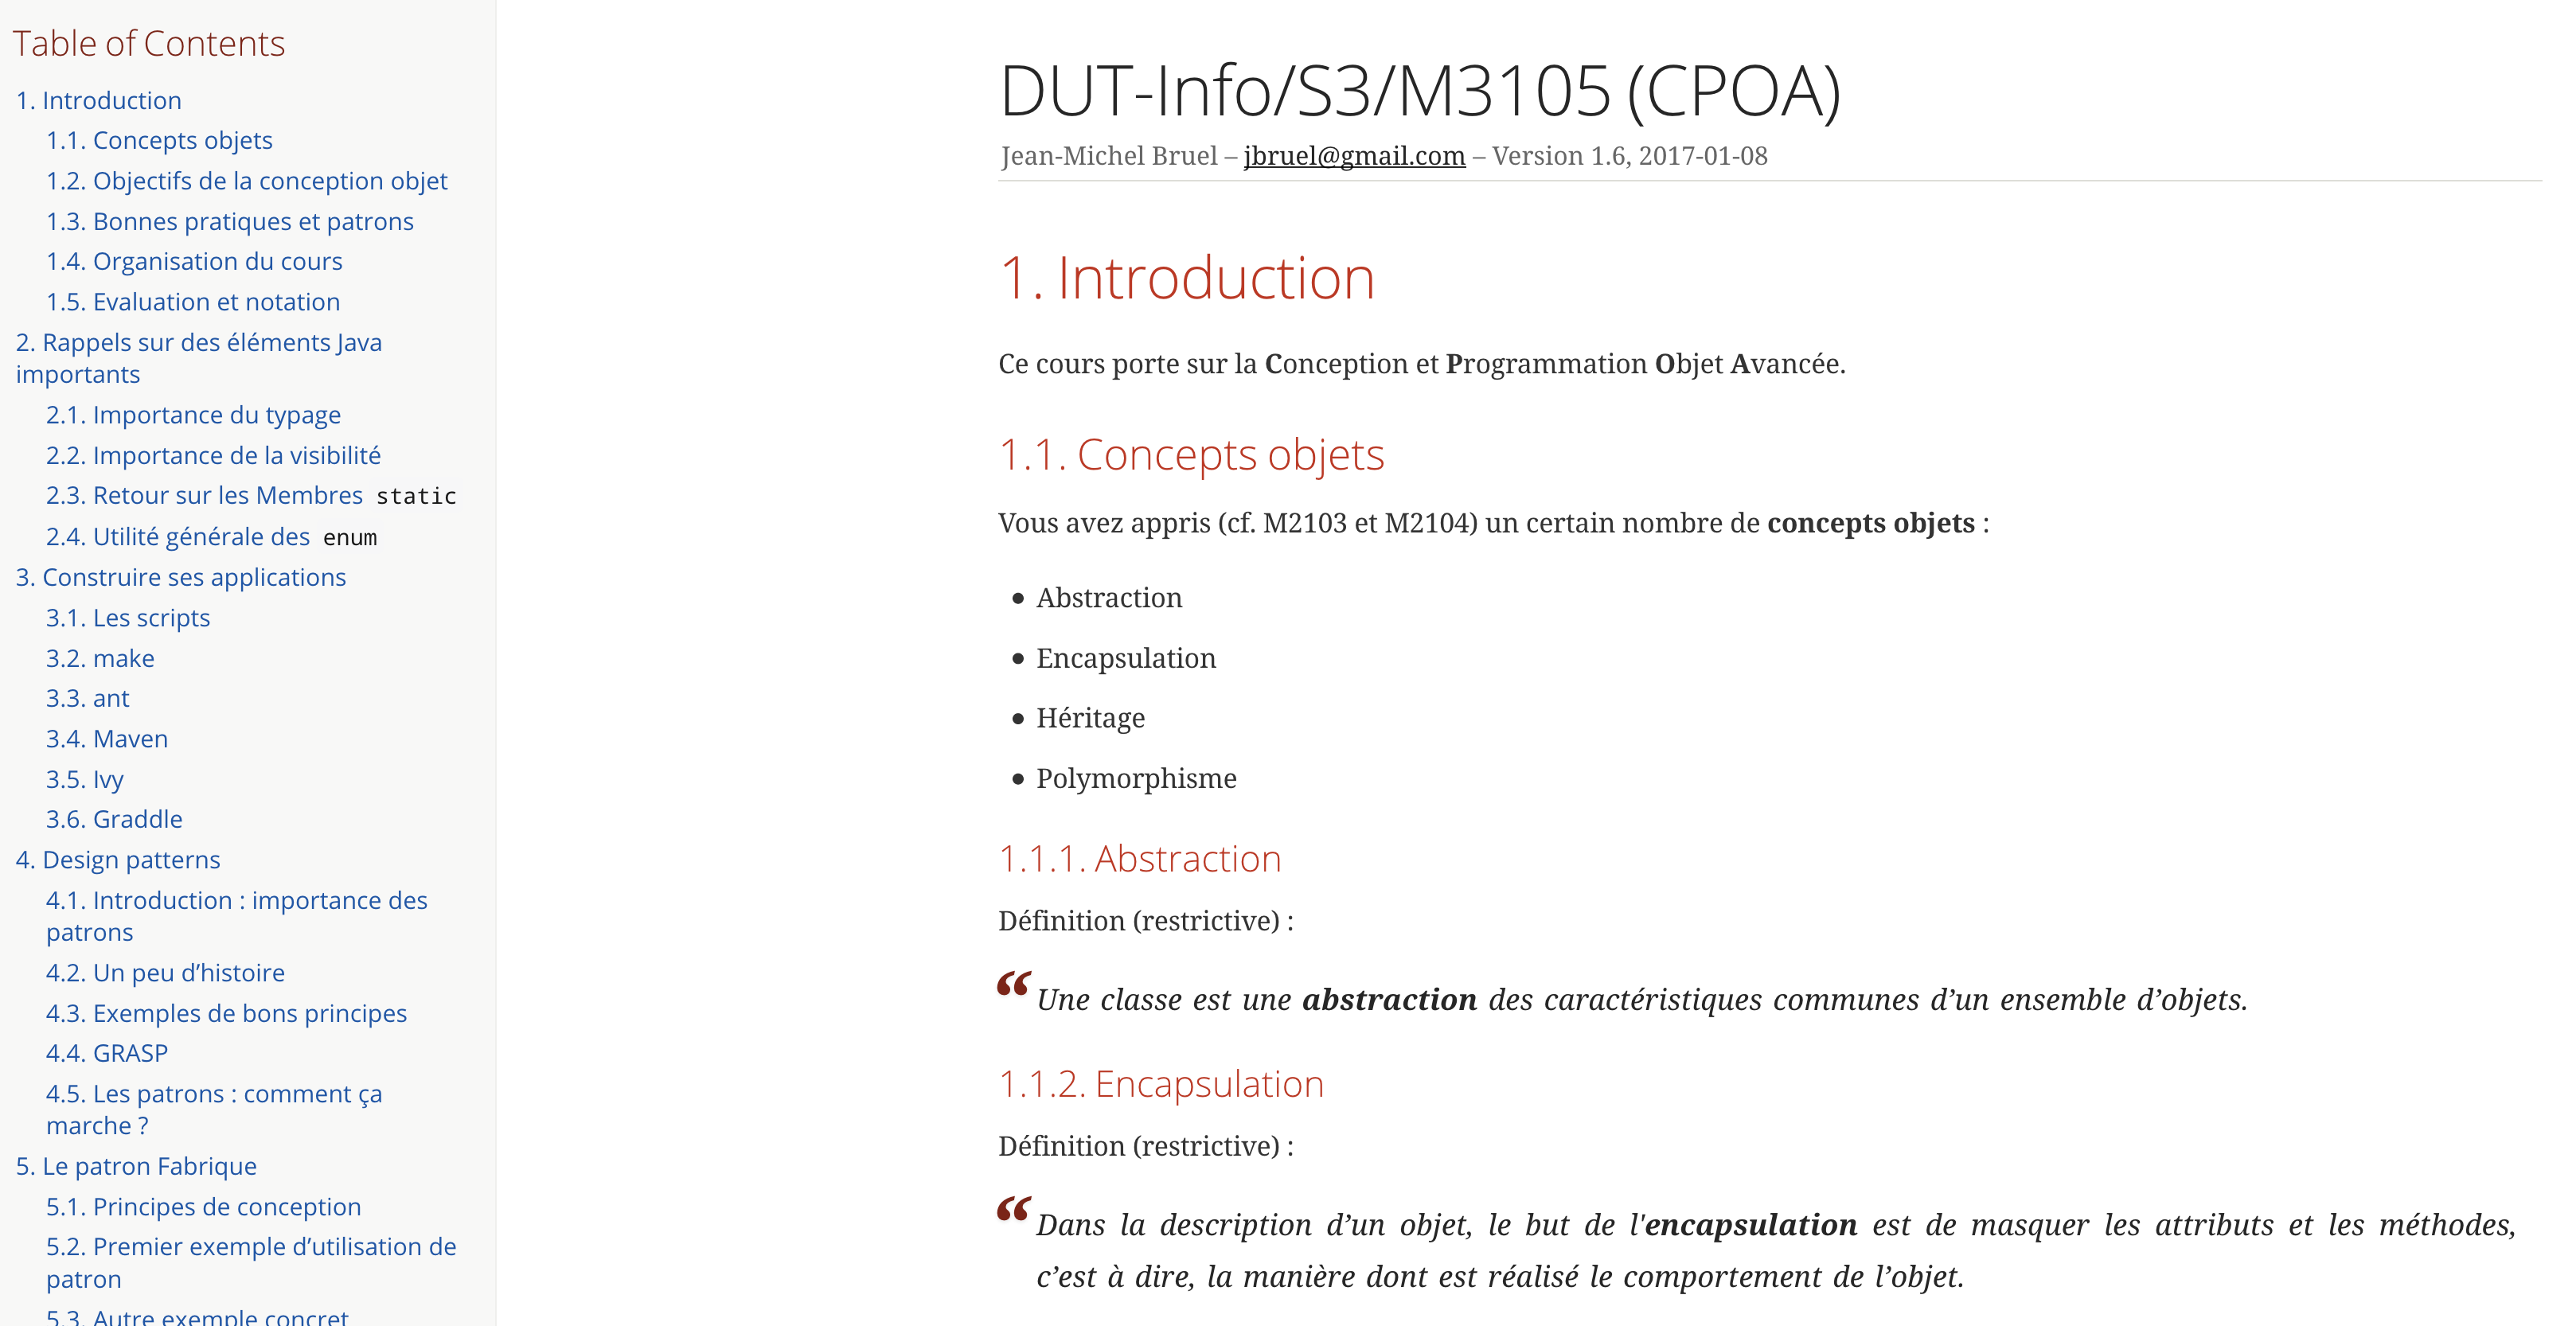 Table of Contents
1. Introduction
1.1. Concepts objets
1.2. Objectifs de la conception objet
1.3. Bonnes pratiques et patrons
1.4. Organisation du cours
1.5. Evaluation et notation
2. Rappels sur des éléments Java
importants
2.1. Importance du typage
2.2. Importance de la visibilité
2.3. Retour sur les Membres static
2.4. Utilité générale des enum
3. Construire ses applications
3.1. Les scripts
3.2. make
3.3. ant
3.4. Maven
3.5. Ivy
3.6. Graddle
4. Design patterns
4.1. Introduction : importance des
patrons
4.2. Un peu d’histoire
4.3. Exemples de bons principes
4.4. GRASP
4.5. Les patrons : comment ça
marche ?
5. Le patron Fabrique
5.1. Principes de conception
5.2. Premier exemple d’utilisation de
patron
5.3. Autre exemple concret
DUT-Info/S3/M3105 (CPOA)
Jean-Michel Bruel – jbruel@gmail.com – Version 1.6, 2017-01-08
1. Introduction
Ce cours porte sur la Conception et Programmation Objet Avancée.
1.1. Concepts objets
Vous avez appris (cf. M2103 et M2104) un certain nombre de concepts objets :
• Abstraction
• Encapsulation
• Héritage
• Polymorphisme
1.1.1. Abstraction
Définition (restrictive) :
“ Une classe est une abstraction des caractéristiques communes d’un ensemble d’objets.
1.1.2. Encapsulation
Définition (restrictive) :
“ Dans la description d’un objet, le but de l'encapsulation est de masquer les attributs et les méthodes,
c’est à dire, la manière dont est réalisé le comportement de l’objet.